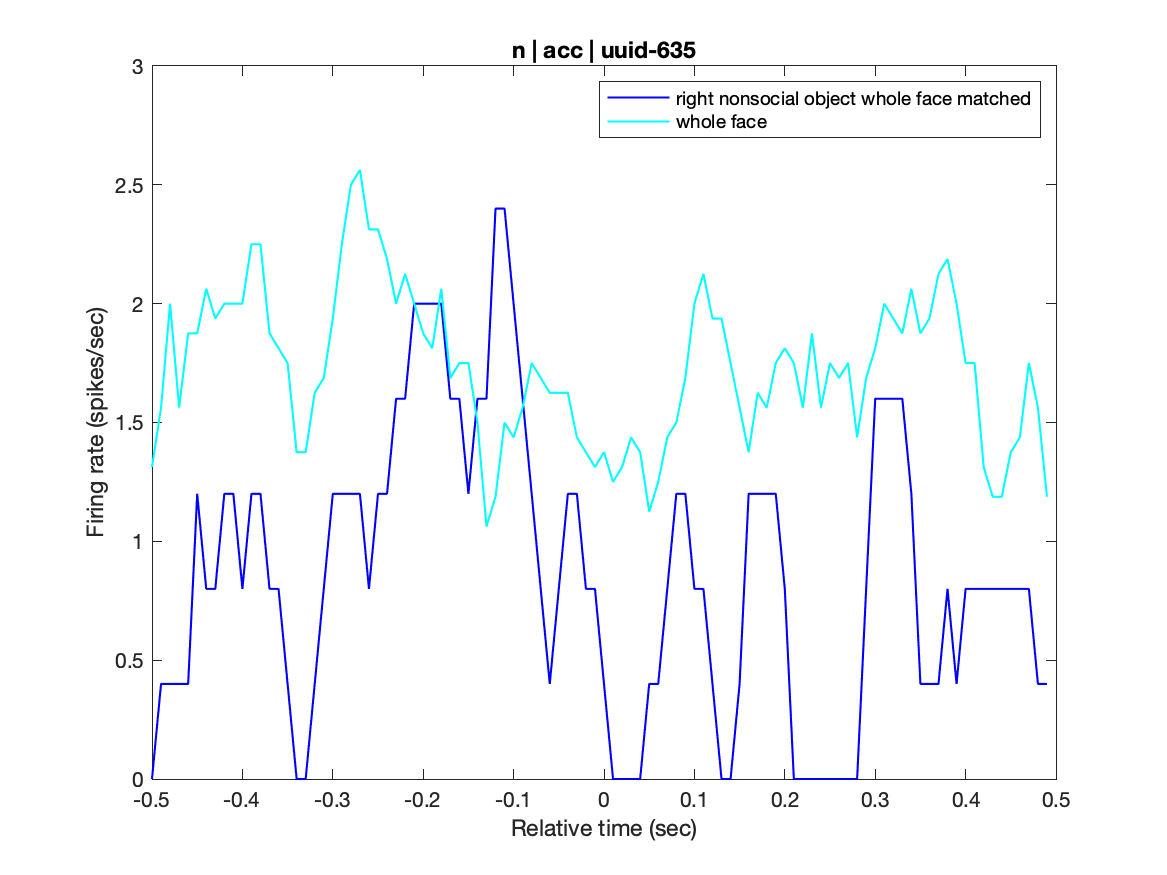 n | acc | uuid-635
right nonsocial object whole face matched
whole face
Firing rate (spikes/sec)
3
2.5
2
1.5
1
0.5
0
-0.5 -0.4 -0.3 -0.2 -0.1 0 0.1 0.2 0.3 0.4 0.5
Relative time (sec)